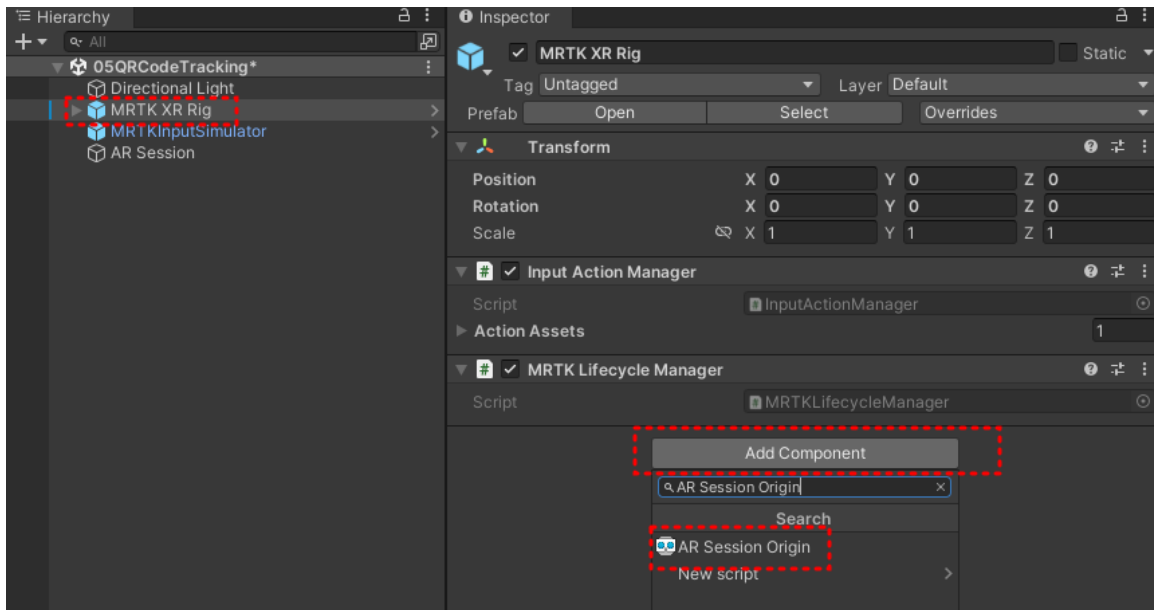 Hierarchy
All
05QRCodeTracking*
Directional Light
MRTK XR Rig
MRTKInputSimulator
AR Session
Inspector
MRTK XR Rig
Static
Tag Untagged Layer Default
Prefab Open Select Overrides
Transform
Position X 0 Y 0 Z 0
Rotation X 0 Y 0 Z 0
Scale X 1 Y 1 Z 1
# Input Action Manager
Script InputActionManager
Action Assets 1
# MRTK Lifecycle Manager
Script MRTKLifecycleManager
Add Component
AR Session Origin
Search
AR Session Origin
New script